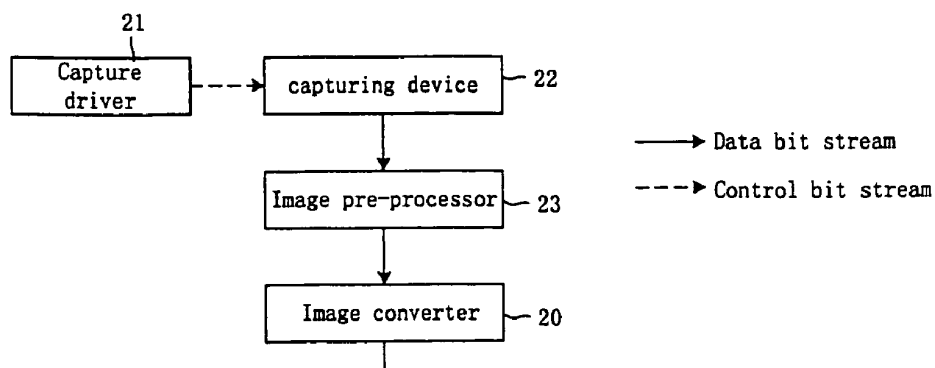 21
Capture
driver
capturing device
22
Data bit stream
Control bit stream
Image pre-processor
23
Image converter
20